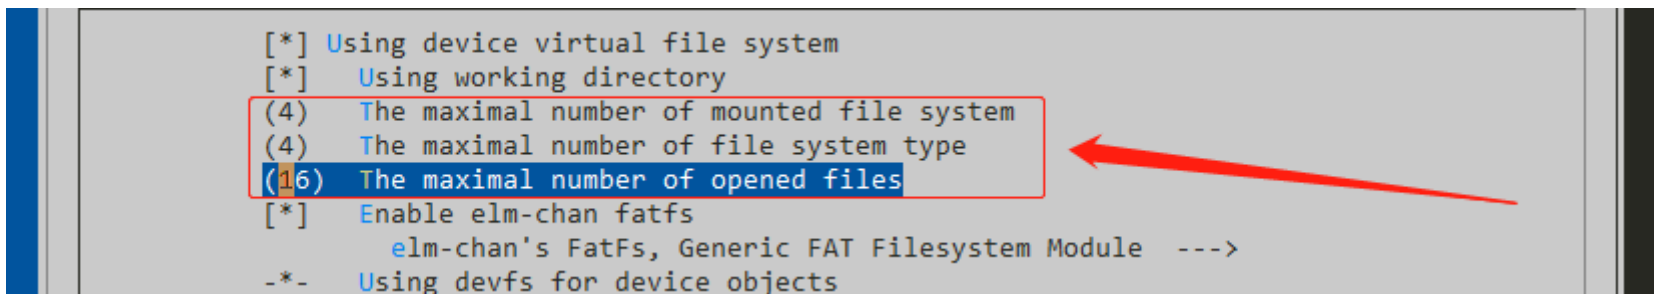 [*] Using device virtual file system
[*]   Using working directory
(4)   The maximal number of mounted file system
(4)   The maximal number of file system type
(16)  The maximal number of opened files
[*]   Enable elm-chan fatfs
        elm-chan's FatFs, Generic FAT Filesystem Module  --->
-*-   Using devfs for device objects